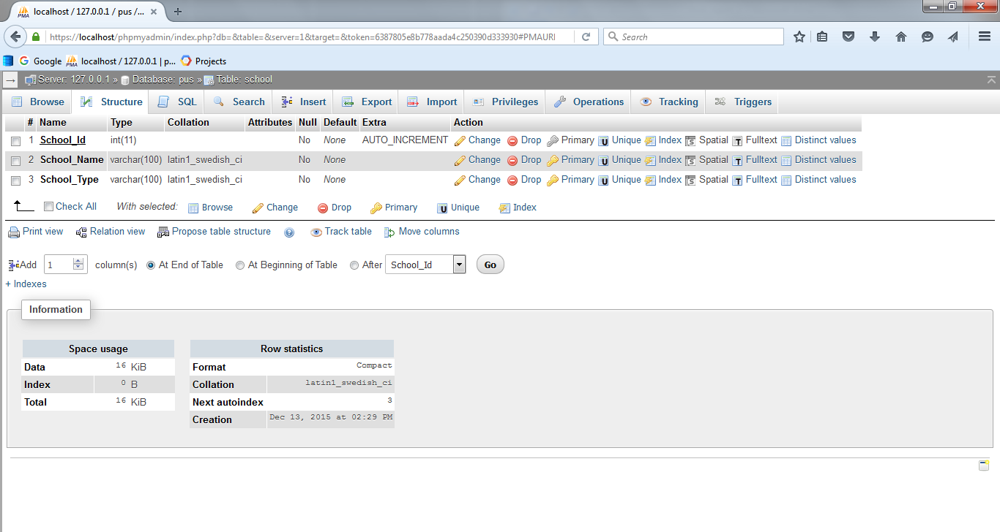 localhost / 127.0.0.1 / pus /...
https://localhost/phpmyadmin/index.php?db=&table=&server=1&target=&token=6387805e8b778aada4c250390d333930#PMAURI
Search
Google localhost / 127.0.0.1 | p... Projects
Server: 127.0.0.1 » Database: pus » Table: school
Browse Structure SQL Search Insert Export Import Privileges Operations Tracking Triggers
# Name Type Collation Attributes Null Default Extra Action
1 School_Id int(11) No None AUTO_INCREMENT Change Drop Primary Unique Index Spatial Fulltext Distinct values
2 School_Name varchar(100) latin1_swedish_ci No None Change Drop Primary Unique Index Spatial Fulltext Distinct values
3 School_Type varchar(100) latin1_swedish_ci No None Change Drop Primary Unique Index Spatial Fulltext Distinct values
Check All With selected: Browse Change Drop Primary Unique Index
Print view Relation view Propose table structure Track table Move columns
Add 1 column(s) At End of Table At Beginning of Table After School_Id Go
+ Indexes
Information
Space usage
Data 16 KiB
Index 0 B
Total 16 KiB
Row statistics
Format Compact
Collation latin1_swedish_ci
Next autoindex 3
Creation Dec 13, 2015 at 02:29 PM